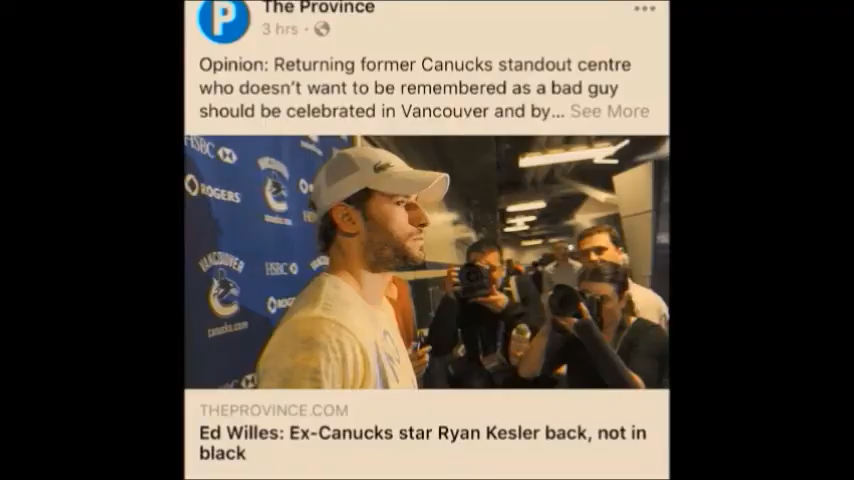 The Province
3 hrs ·
Opinion: Returning former Canucks standout centre
who doesn't want to be remembered as a bad guy
should be celebrated in Vancouver and by... See More
HSBC
ROGERS
VANCOUVER
canucks.com
HSBC
THEPROVINCE.COM
Ed Willes: Ex-Canucks star Ryan Kesler back, not in
black